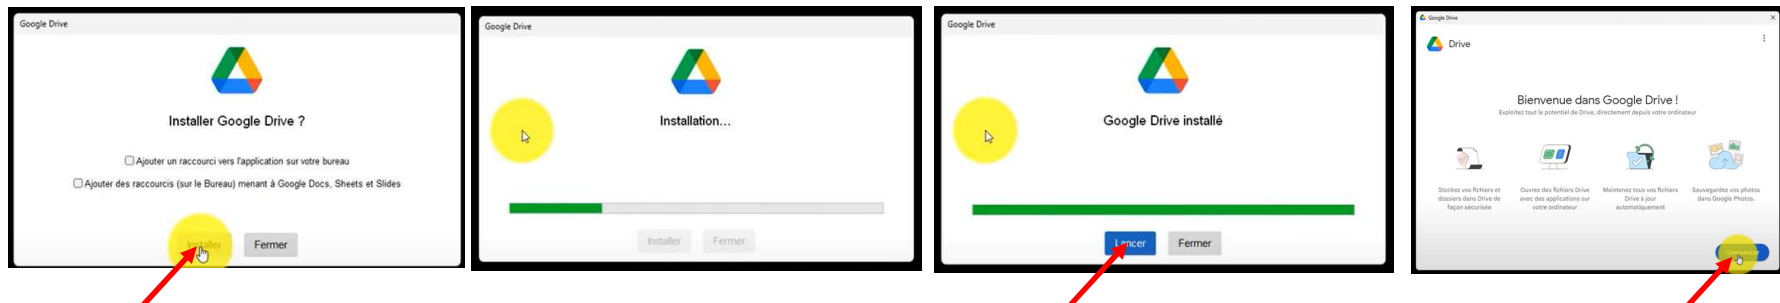 Google Drive
Installer Google Drive ?
Ajouter un raccourci vers l'application sur votre bureau
Ajouter des raccourcis (sur le Bureau) menant à Google Docs, Sheets et Slides
Installer
Fermer
Google Drive
Installation...
Installer
Fermer
Google Drive
Google Drive installé
Lancer
Fermer
Google Drive
Drive
Bienvenue dans Google Drive !
Exploitez tout le potentiel de Drive, directement depuis votre ordinateur
Stockez vos fichiers et
dossiers dans Drive de
façon sécurisée
Ouvrez des fichiers Drive
avec des applications sur
votre ordinateur
Maintenez tous vos fichiers
Drive à jour
automatiquement
Sauvegardez vos photos
dans Google Photos.